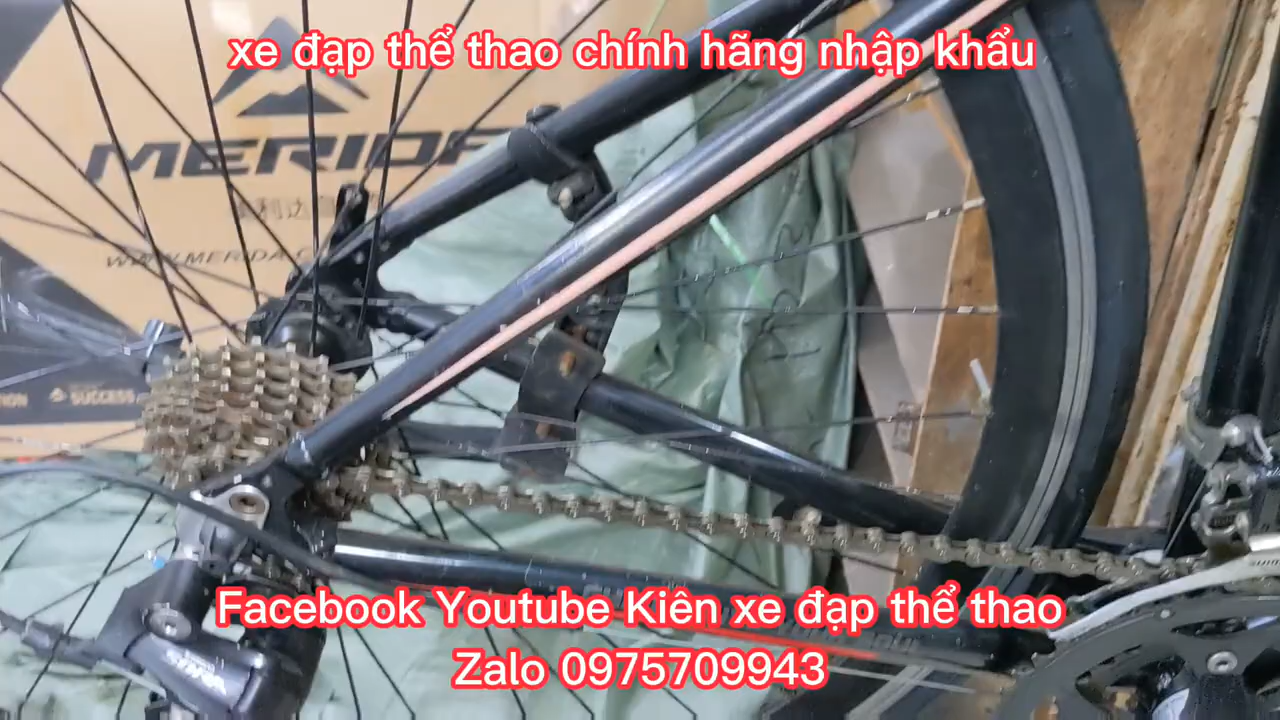 xe đạp thể thao chính hãng nhập khẩu
MERIDA
WWW.MERIDA.C
TION
SUCCESS
Facebook Youtube Kiên xe đạp thể thao
Zalo 0975709943